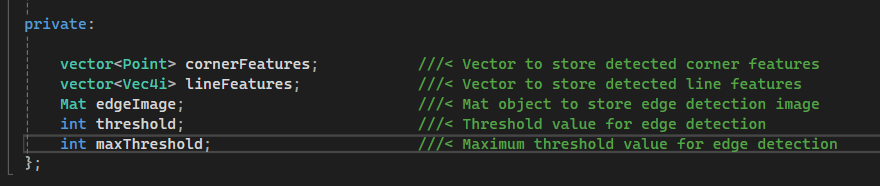 private:
vector<Point> cornerFeatures; ///< Vector to store detected corner features
vector<Vec4i> lineFeatures; ///< Vector to store detected line features
Mat edgeImage; ///< Mat object to store edge detection image
int threshold; ///< Threshold value for edge detection
int maxThreshold; ///< Maximum threshold value for edge detection
};